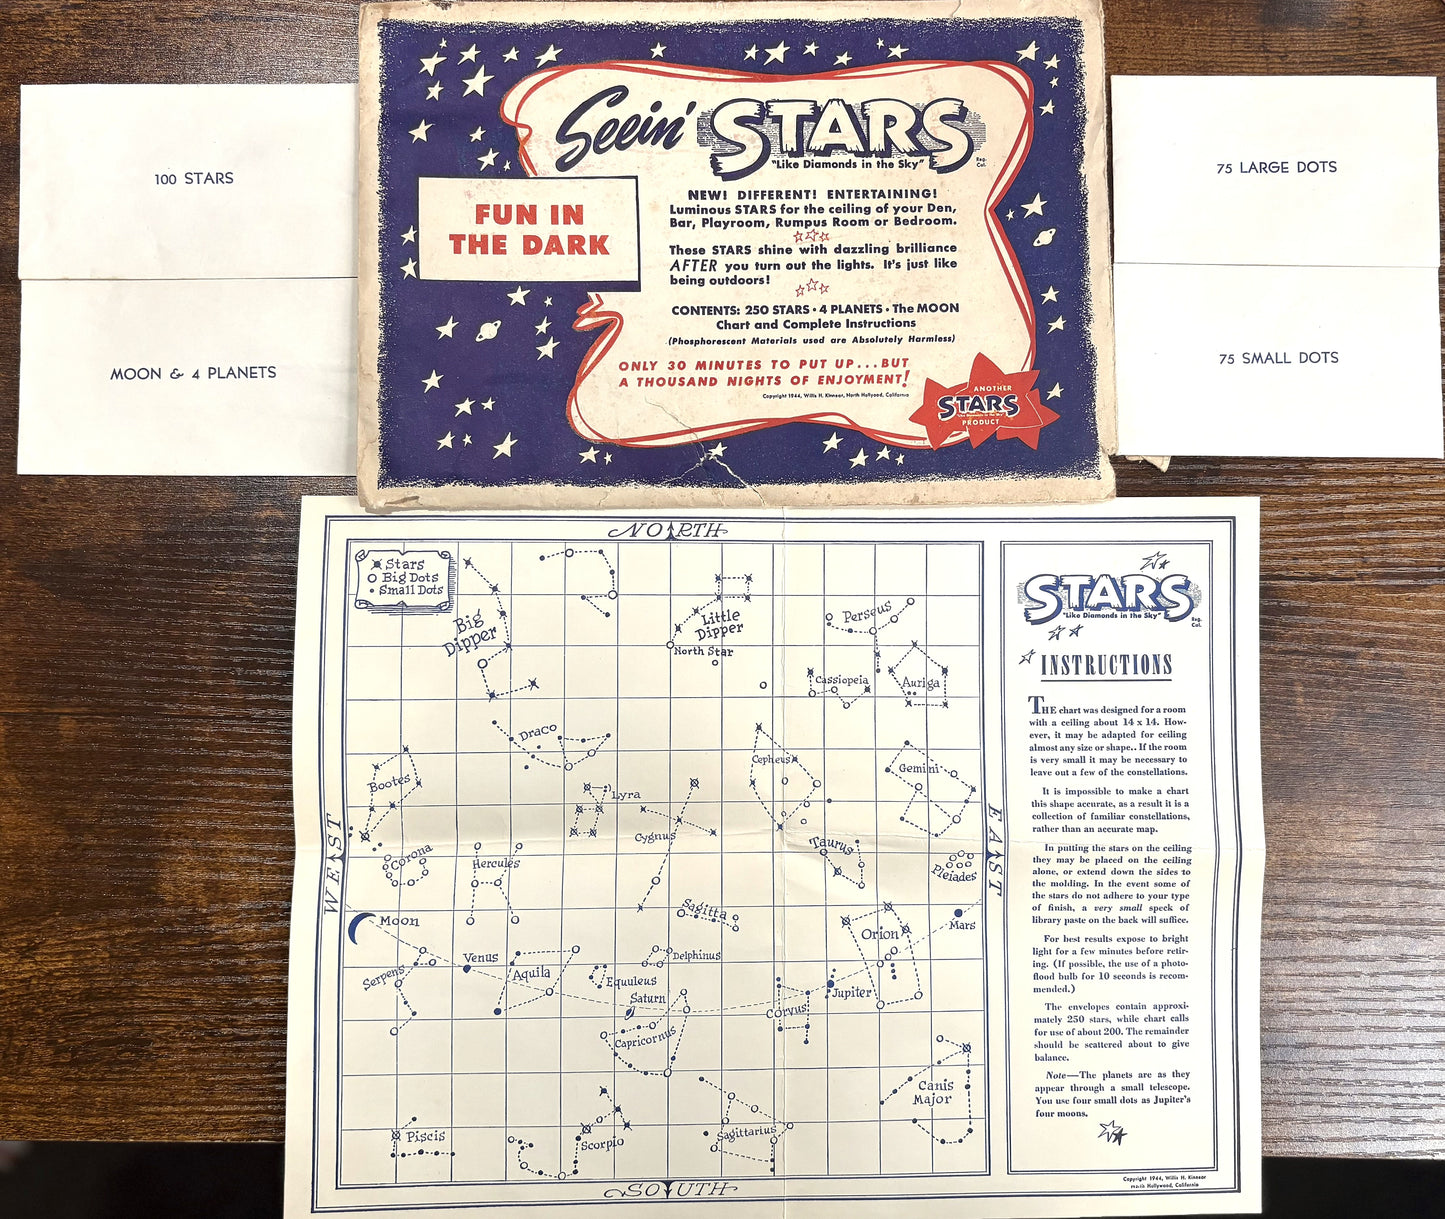 100 STARS
MOON & 4 PLANETS
Seein' STARS
"Like Diamonds in the Sky"
Reg.
Cal.
FUN IN
THE DARK
NEW! DIFFERENT! ENTERTAINING!
Luminous STARS for the ceiling of your Den,
Bar, Playroom, Rumpus Room or Bedroom.
These STARS shine with dazzling brilliance
AFTER you turn out the lights. It's just like
being outdoors!
CONTENTS: 250 STARS • 4 PLANETS • The MOON
Chart and Complete Instructions
(Phosphorescent Materials used are Absolutely Harmless)
ONLY 30 MINUTES TO PUT UP...BUT
A THOUSAND NIGHTS OF ENJOYMENT!
Copyright 1944, Willis H. Kinnear, North Hollywood, California
ANOTHER
STARS
"Like Diamonds in the Sky"
PRODUCT
75 LARGE DOTS
75 SMALL DOTS
NORTH
Stars
Big Dots
Small Dots
Big
Dipper
Little
Dipper
North Star
Perseus
Cassiopeia
Auriga
Draco
Cepheus
Gemini
Bootes
Lyra
Cygnus
Taurus
Pleiades
Corona
Hercules
WEST
EAST
Moon
Sagitta
Orion
Mars
Serpens
Venus
Aquila
Delphinus
Equuleus
Saturn
Jupiter
Corvus
Capricornus
Canis
Major
Piscis
Scorpio
Sagittarius
SOUTH
STARS
"Like Diamonds in the Sky"
Reg.
Cal.
INSTRUCTIONS
THE chart was designed for a room
with a ceiling about 14 x 14. How-
ever, it may be adapted for ceiling
almost any size or shape.. If the room
is very small it may be necessary to
leave out a few of the constellations.
It is impossible to make a chart
this shape accurate, as a result it is a
collection of familiar constellations,
rather than an accurate map.
In putting the stars on the ceiling
they may be placed on the ceiling
alone, or extend down the sides to
the molding. In the event some of
the stars do not adhere to your type
of finish, a very small speck of
library paste on the back will suffice.
For best results expose to bright
light for a few minutes before retir-
ing. (If possible, the use of a photo-
flood bulb for 10 seconds is recom-
mended.)
The envelopes contain approxi-
mately 250 stars, while chart calls
for use of about 200. The remainder
should be scattered about to give
balance.
Note—The planets are as they
appear through a small telescope.
You use four small dots as Jupiter's
four moons.
Copyright 1944, Willis H. Kinnear
North Hollywood, California